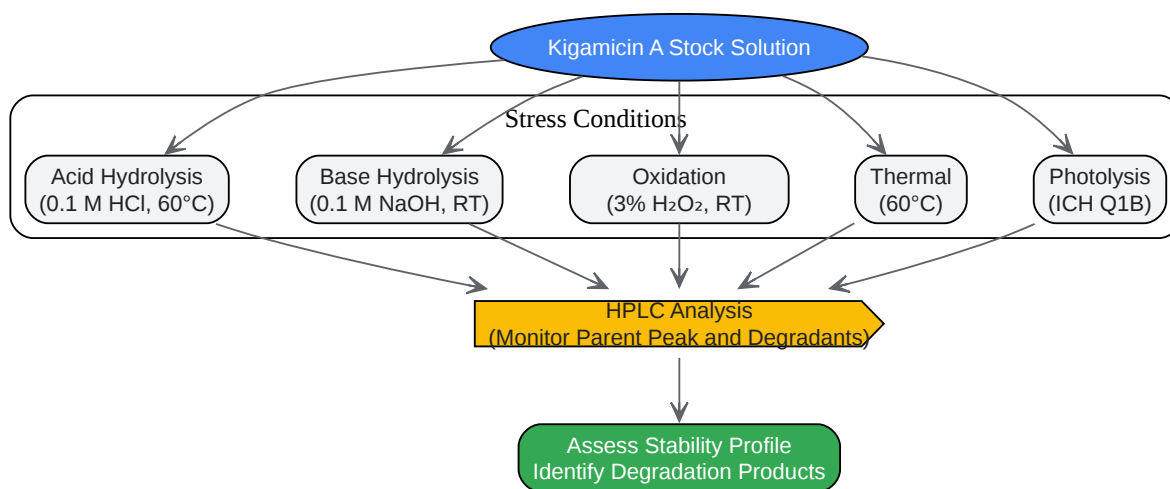 Kigamicin A Stock Solution
Stress Conditions
Acid Hydrolysis
(0.1 M HCl, 60°C)
Base Hydrolysis
(0.1 M NaOH, RT)
Oxidation
(3% H₂O₂, RT)
Thermal
(60°C)
Photolysis
(ICH Q1B)
HPLC Analysis
(Monitor Parent Peak and Degradants)
Assess Stability Profile
Identify Degradation Products